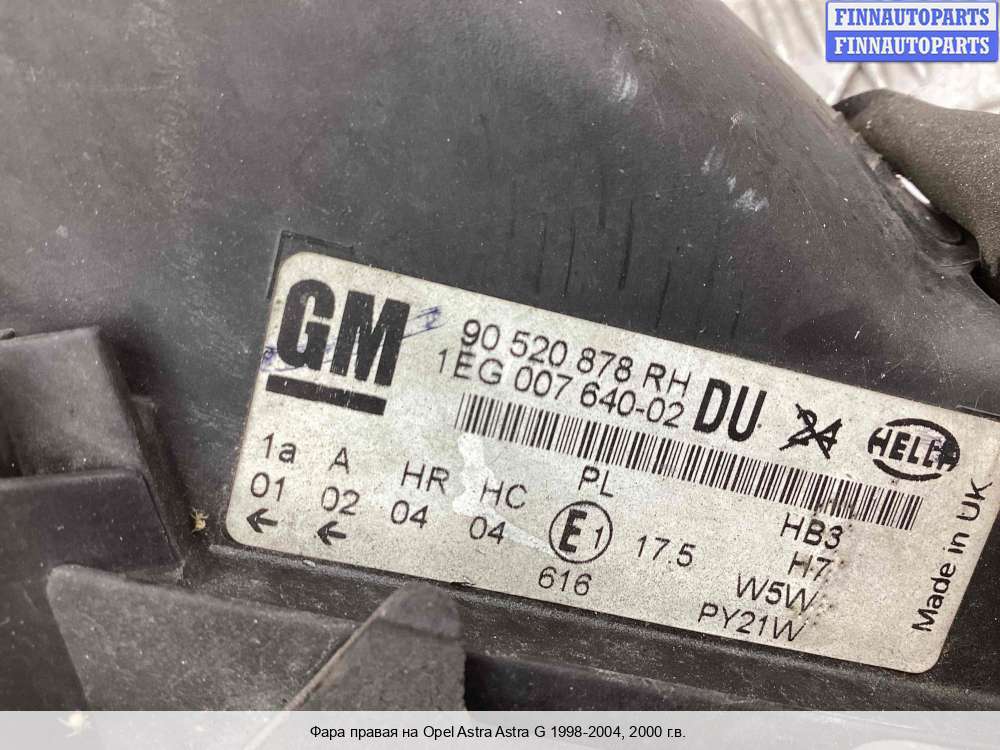 FINNAUTOPARTS
FINNAUTOPARTS
GM
90 520 878 RH
1EG 007 640-02
DU
HELLA
1a A HR HC PL
01 02 04 04 E1 17.5
← ←
616
HB3
H7
W5W
PY21W
Made in UK
Фара правая на Opel Astra Astra G 1998-2004, 2000 г.в.